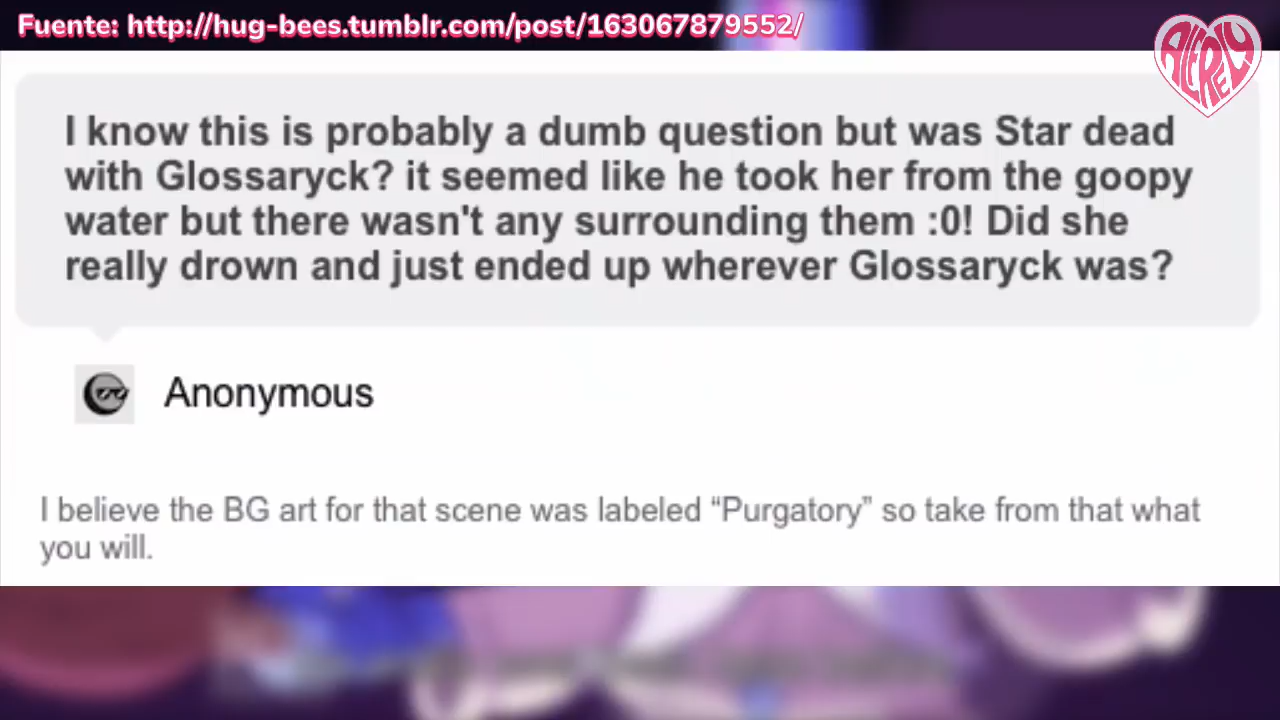 Fuente: http://hug-bees.tumblr.com/post/163067879552/
ALEFRELY
I know this is probably a dumb question but was Star dead
with Glossaryck? it seemed like he took her from the goopy
water but there wasn't any surrounding them :0! Did she
really drown and just ended up wherever Glossaryck was?
Anonymous
I believe the BG art for that scene was labeled “Purgatory” so take from that what
you will.